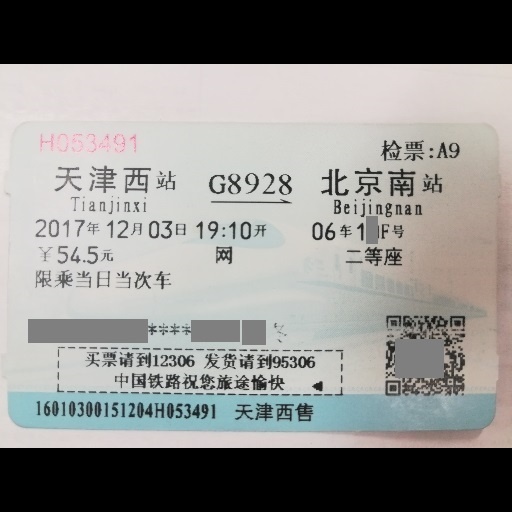 H053491
检票:A9
天津西站 G8928 北京南站
Tianjinxi Beijingnan
2017年12月03日 19:10开 06车1 F号
￥54.5元 网 二等座
限乘当日当次车
****
买票请到12306 发货请到95306
中国铁路祝您旅途愉快
16010300151204H053491 天津西售